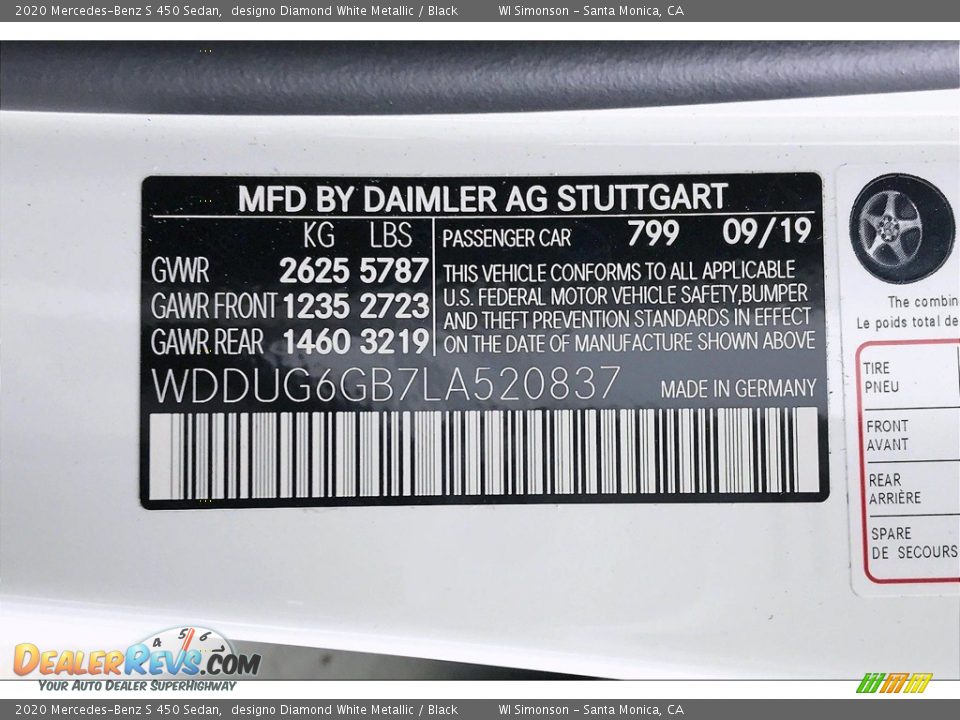 2020 Mercedes-Benz S 450 Sedan, designo Diamond White Metallic / Black WI Simonson - Santa Monica, CA
MFD BY DAIMLER AG STUTTGART
KG LBS
GVWR 2625 5787
GAWR FRONT 1235 2723
GAWR REAR 1460 3219
PASSENGER CAR 799 09/19
THIS VEHICLE CONFORMS TO ALL APPLICABLE
U.S. FEDERAL MOTOR VEHICLE SAFETY, BUMPER
AND THEFT PREVENTION STANDARDS IN EFFECT
ON THE DATE OF MANUFACTURE SHOWN ABOVE
WDDUG6GB7LA520837 MADE IN GERMANY
The
Le poids total
TIRE
PNEU
FRONT
AVANT
REAR
ARRIÈRE
SPARE
DE SECOURS
4 5 6
DEALERREVS.COM
YOUR AUTO DEALER SUPERHIGHWAY
2020 Mercedes-Benz S 450 Sedan, designo Diamond White Metallic / Black WI Simonson - Santa Monica, CA